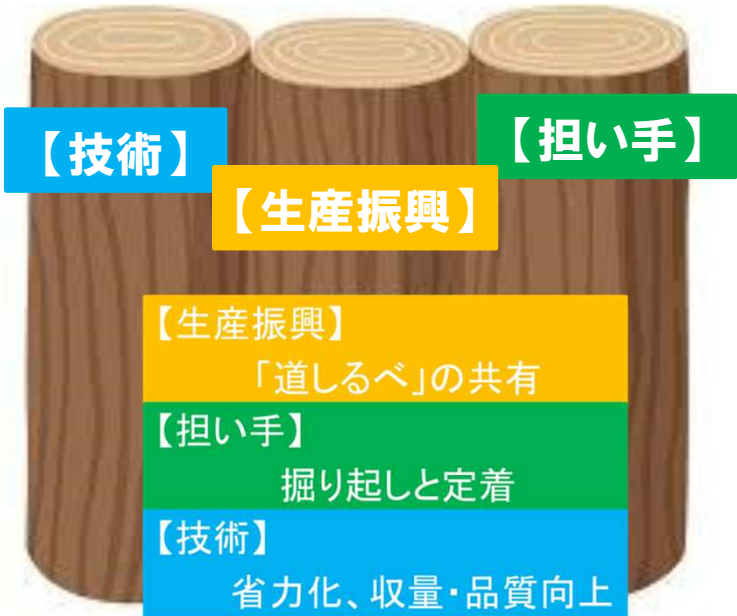 【技術】
【担い手】
【生産振興】
【生産振興】
「道しるべ」の共有
【担い手】
掘り起しと定着
【技術】
省力化、収量・品質向上